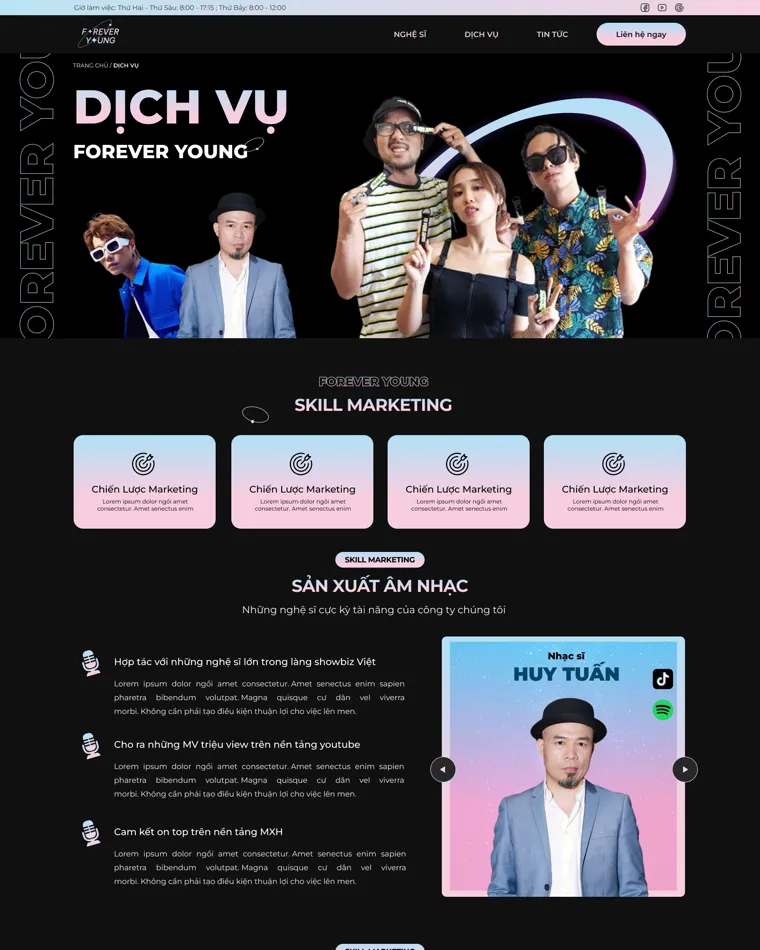 Giờ làm việc: Thứ Hai - Thứ Sáu: 8:00 - 17:15 ; Thứ Bảy: 8:00 - 12:00
FOREVER
YOUNG
NGHỆ SĨ
DỊCH VỤ
TIN TỨC
Liên hệ ngay
TRANG CHỦ / DỊCH VỤ
DỊCH VỤ
FOREVER YOUNG
FOREVER YOU
FOREVER YOU
FOREVER YOUNG
SKILL MARKETING
Chiến Lược Marketing
Lorem ipsum dolor ngôi amet
consectetur. Amet senectus enim
Chiến Lược Marketing
Lorem ipsum dolor ngôi amet
consectetur. Amet senectus enim
Chiến Lược Marketing
Lorem ipsum dolor ngôi amet
consectetur. Amet senectus enim
Chiến Lược Marketing
Lorem ipsum dolor ngôi amet
consectetur. Amet senectus enim
SKILL MARKETING
SẢN XUẤT ÂM NHẠC
Những nghệ sĩ cực kỳ tài năng của công ty chúng tôi
Hợp tác với những nghệ sĩ lớn trong làng showbiz Việt
Lorem ipsum dolor ngôi amet consectetur. Amet senectus enim sapien
pharetra bibendum volutpat. Magna quisque cư dân vel viverra
morbi. Không cần phải tạo điều kiện thuận lợi cho việc lên men.
Cho ra những MV triệu view trên nền tảng youtube
Lorem ipsum dolor ngôi amet consectetur. Amet senectus enim sapien
pharetra bibendum volutpat. Magna quisque cư dân vel viverra
morbi. Không cần phải tạo điều kiện thuận lợi cho việc lên men.
Cam kết on top trên nền tảng MXH
Lorem ipsum dolor ngôi amet consectetur. Amet senectus enim sapien
pharetra bibendum volutpat. Magna quisque cư dân vel viverra
morbi. Không cần phải tạo điều kiện thuận lợi cho việc lên men.
Nhạc sĩ
HUY TUẤN
SKILL MARKETING